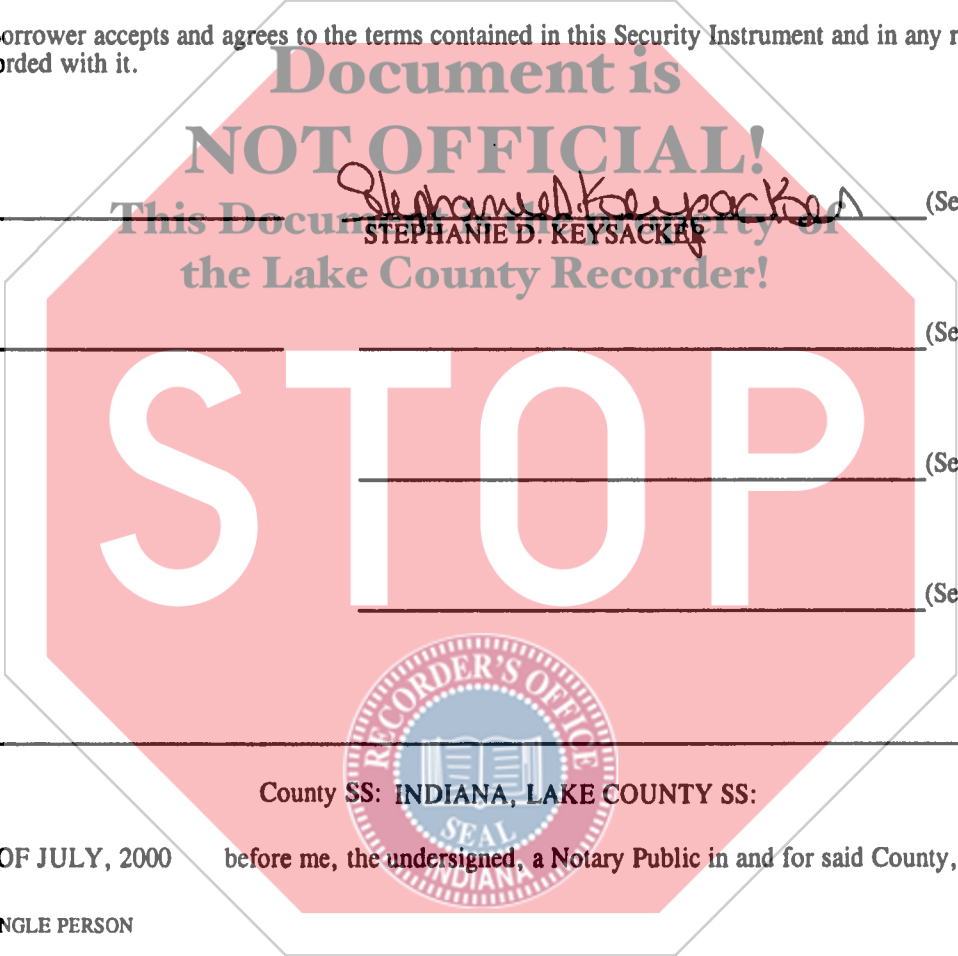 orrower accepts and agrees to the terms contained in this Security Instrument and in any r
orded with it.
Document is
NOT OFFICIAL!
Stephanie D Keysacker
(Se
This Document is the property of
STEPHANIE D. KEYSACKER
the Lake County Recorder!
(Se
STOP
(Se
(Se
RECORDER'S OFFICE
SEAL
INDIANA
County SS: INDIANA, LAKE COUNTY SS:
OF JULY, 2000 before me, the undersigned, a Notary Public in and for said County,
NGLE PERSON